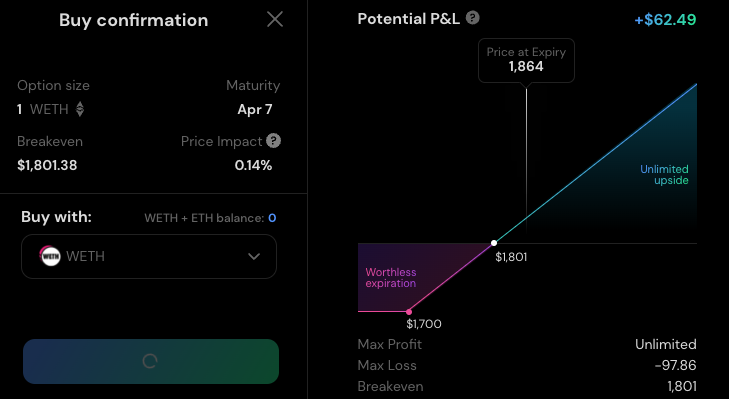 Buy confirmation
Option size
Maturity
1 WETH
Apr 7
Breakeven
Price Impact ?
$1,801.38
0.14%
Buy with:
WETH + ETH balance: 0
WETH
WETH
Potential P&L ?
+$62.49
Price at Expiry
1,864
Unlimited
upside
$1,801
Worthless
expiration
$1,700
Max Profit
Unlimited
Max Loss
-97.86
Breakeven
1,801